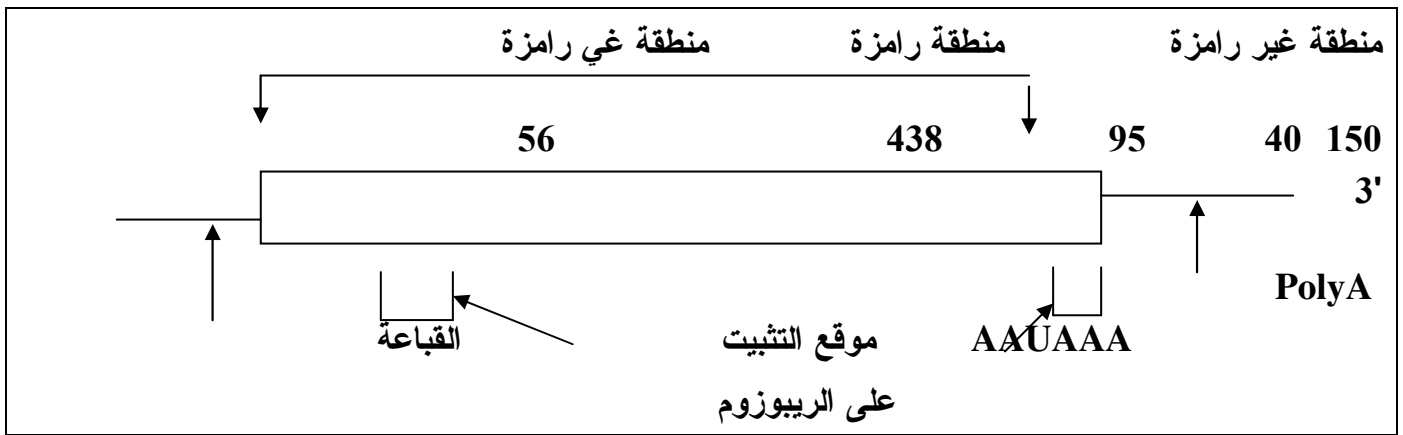 منطقة غي رامزة منطقة رامزة منطقة غير رامزة
56 438 95 40 150
3'
PolyA
القباعة موقع التثبيت AAUAAA
على الريبوزوم